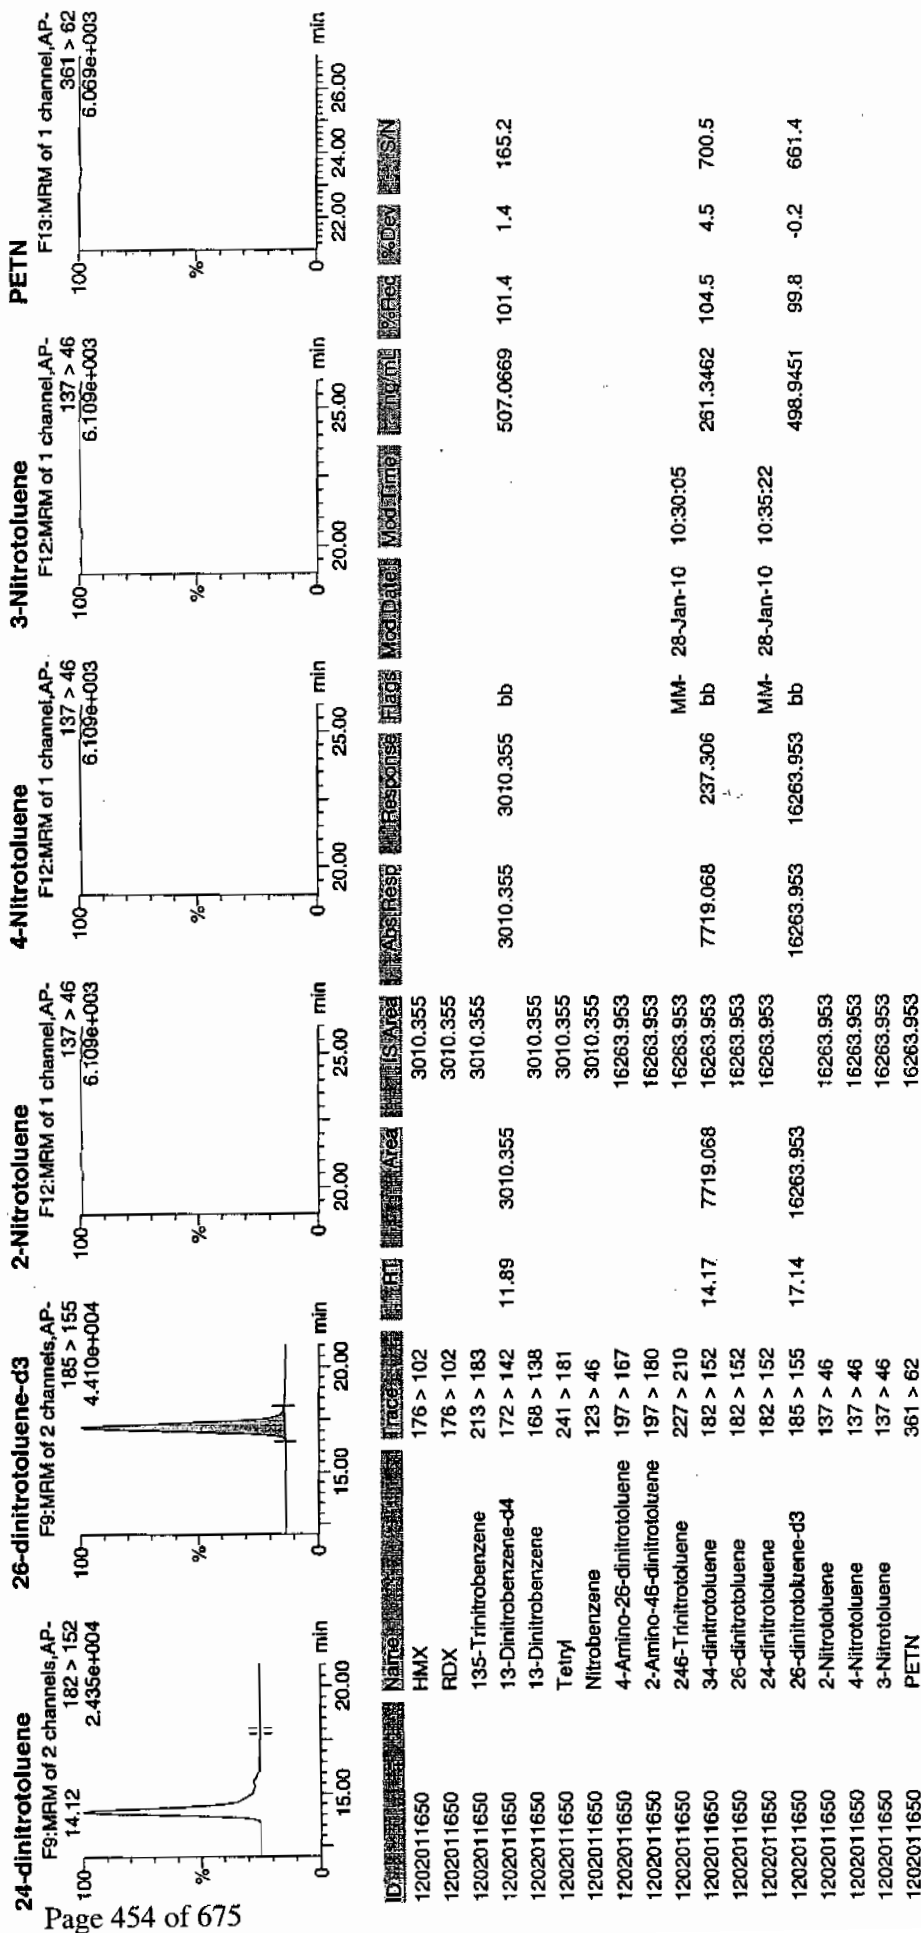 24-dinitrotoluene
F9:MRM of 2 channels,AP-
182 > 152
2.435e+004
14.12
100
%
0
15.00
20.00
min
26-dinitrotoluene-d3
F9:MRM of 2 channels,AP-
185 > 155
4.410e+004
100
%
0
15.00
20.00
min
2-Nitrotoluene
F12:MRM of 1 channel,AP-
137 > 46
6.109e+003
100
%
0
20.00
25.00
min
4-Nitrotoluene
F12:MRM of 1 channel,AP-
137 > 46
6.109e+003
100
%
0
20.00
25.00
min
3-Nitrotoluene
F12:MRM of 1 channel,AP-
137 > 46
6.109e+003
100
%
0
20.00
25.00
min
PETN
F13:MRM of 1 channel,AP-
361 > 62
6.069e+003
100
%
0
22.00
24.00
26.00
min
ID Name Trace RT Area IS Area Abs.Resp Response Flags Mod.Date Mod.Time ng/mL %Rec %Dev S/N
1202011650 HMX 176 > 102 3010.355
1202011650 RDX 176 > 102 3010.355
1202011650 135-Trinitrobenzene 213 > 183 3010.355
1202011650 13-Dinitrobenzene-d4 172 > 142 11.89 3010.355 3010.355 3010.355 bb 507.0669 101.4 1.4 165.2
1202011650 13-Dinitrobenzene 168 > 138 3010.355
1202011650 Tetryl 241 > 181 3010.355
1202011650 Nitrobenzene 123 > 46 3010.355
1202011650 4-Amino-26-dinitrotoluene 197 > 167 16263.953
1202011650 2-Amino-46-dinitrotoluene 197 > 180 16263.953
1202011650 246-Trinitrotoluene 227 > 210 16263.953 MM- 28-Jan-10 10:30:05
1202011650 34-dinitrotoluene 182 > 152 14.17 7719.068 16263.953 7719.068 237.306 bb 261.3462 104.5 4.5 700.5
1202011650 26-dinitrotoluene 182 > 152 16263.953
1202011650 24-dinitrotoluene 182 > 152 16263.953 MM- 28-Jan-10 10:35:22
1202011650 26-dinitrotoluene-d3 185 > 155 17.14 16263.953 16263.953 16263.953 bb 498.9451 99.8 -0.2 661.4
1202011650 2-Nitrotoluene 137 > 46 16263.953
1202011650 4-Nitrotoluene 137 > 46 16263.953
1202011650 3-Nitrotoluene 137 > 46 16263.953
1202011650 PETN 361 > 62 16263.953
Page 454 of 675